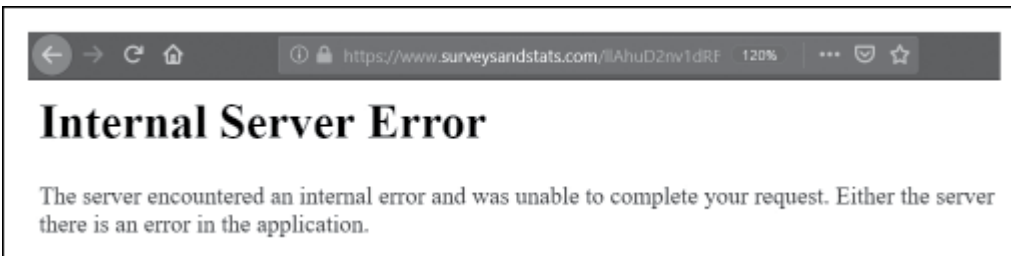 https://www.surveysandstats.com/ 120%
Internal Server Error
The server encountered an internal error and was unable to complete your request. Either the server
there is an error in the application.